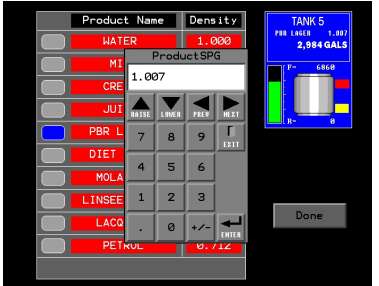 Product Name Density
WATER 1.000
MI
CRE
JUI
PBR L
DIET
MOLA
LINSEE
LACQ
PETROL 0.712
ProductSPG
1.007
RAISE LOWER PREV NEXT
7 8 9 EXIT
4 5 6
1 2 3
. 0 +/- ENTER
TANK 5
PBR LAGER 1.007
2,984 GALS
F- 6860
R- 0
Done